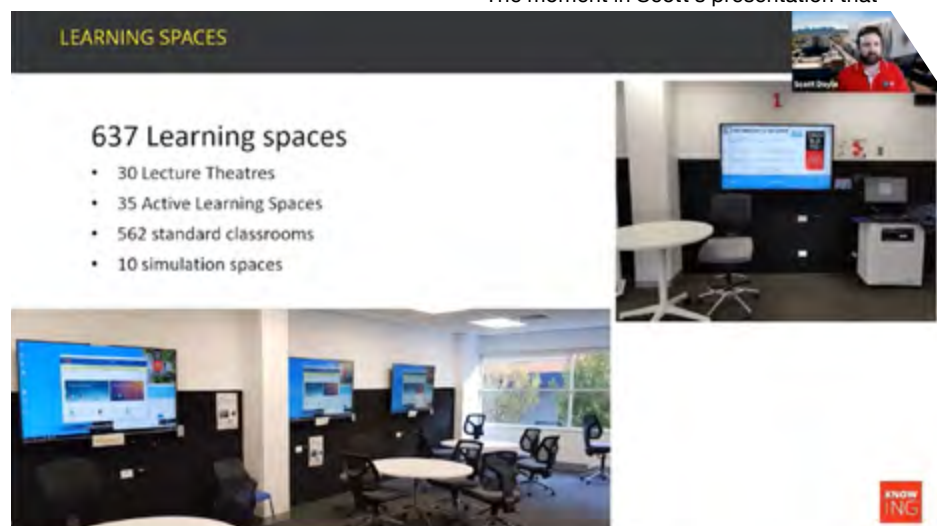 The moment in Scott's presentation that
LEARNING SPACES
Scott Doyle
637 Learning spaces
• 30 Lecture Theatres
• 35 Active Learning Spaces
• 562 standard classrooms
• 10 simulation spaces
1
KNOW
ING